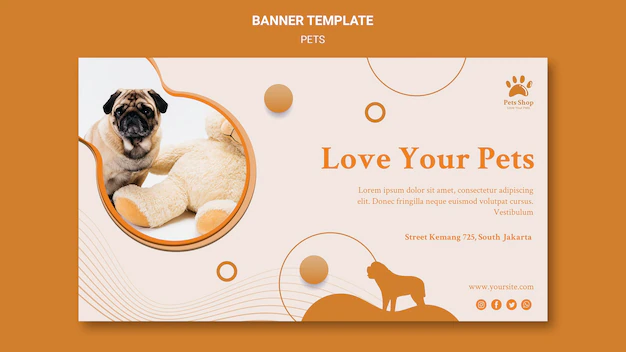 BANNER TEMPLATE
PETS
Pets Shop
Love Your Pets
Lorem ipsum dolor sit amet, consectetur adipiscing
elit. Donec fringilla neque euismod volutpat cursus.
Vestibulum
Street Kemang 725, South Jakarta
www.yoursite.com